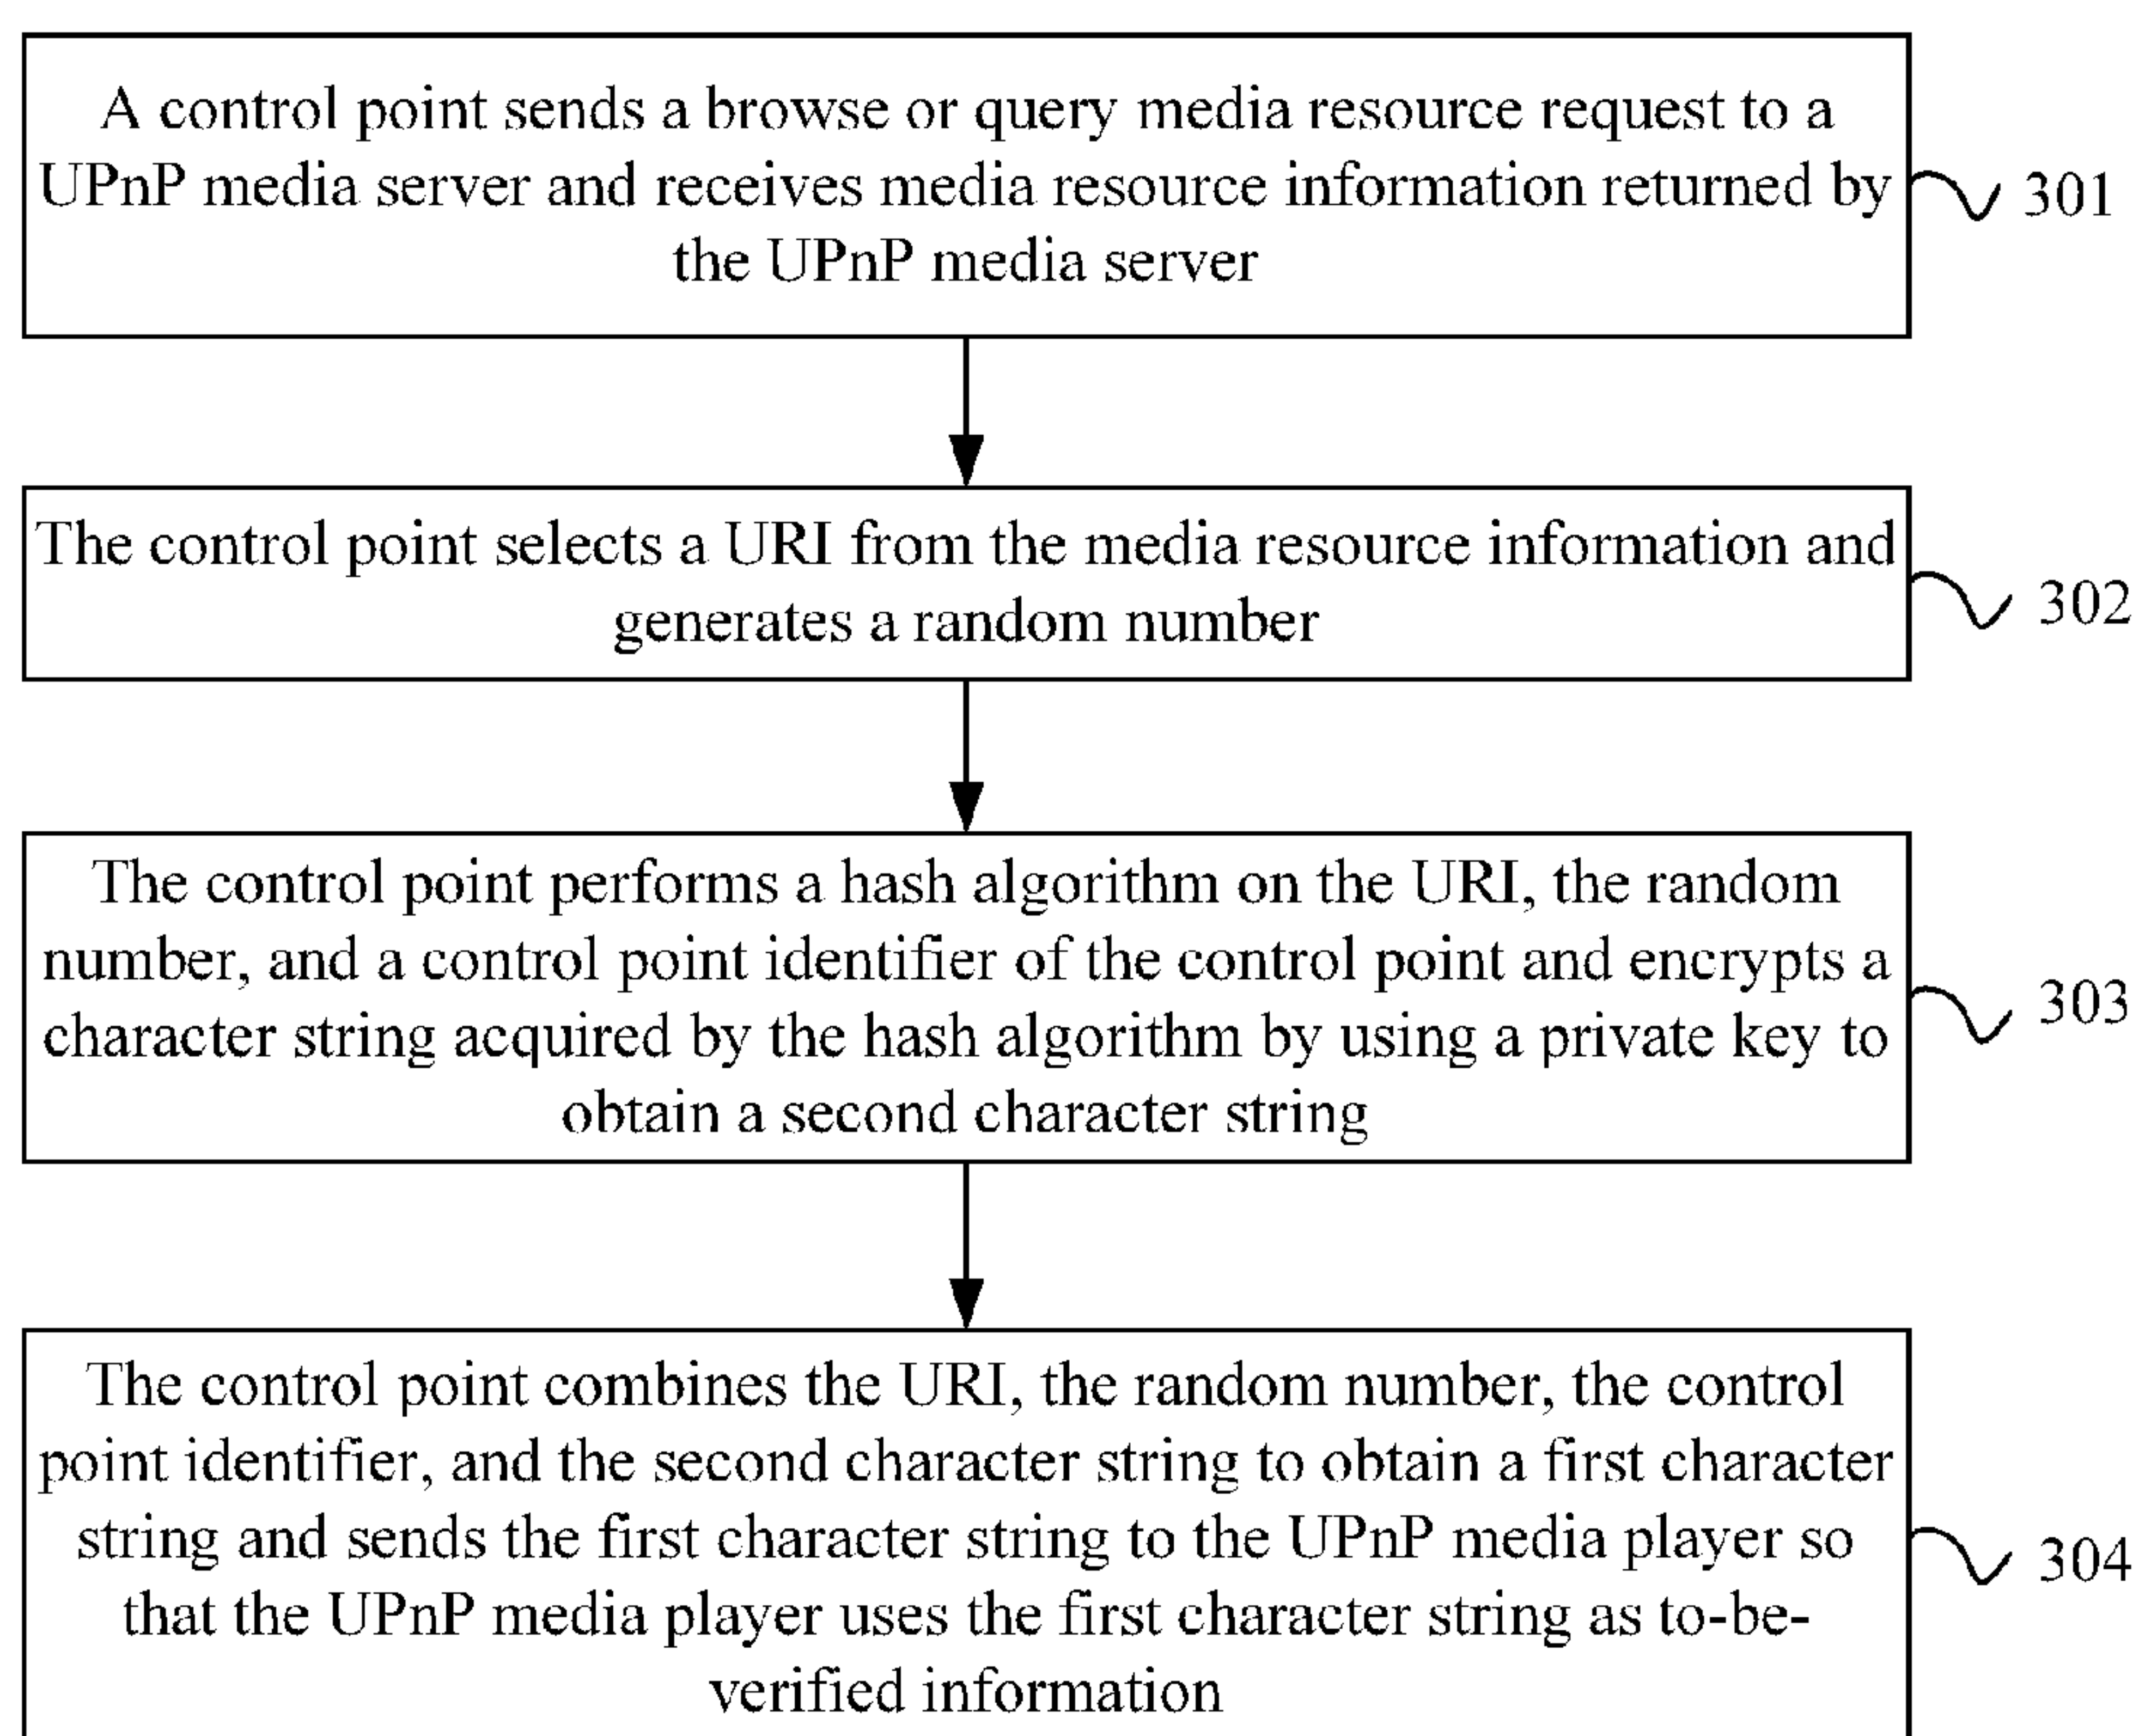 A control point sends a browse or query media resource request to a
UPnP media server and receives media resource information returned by
the UPnP media server
301
The control point selects a URI from the media resource information and
generates a random number
302
The control point performs a hash algorithm on the URI, the random
number, and a control point identifier of the control point and encrypts a
character string acquired by the hash algorithm by using a private key to
obtain a second character string
303
The control point combines the URI, the random number, the control
point identifier, and the second character string to obtain a first character
string and sends the first character string to the UPnP media player so
that the UPnP media player uses the first character string as to-be-
verified information
304